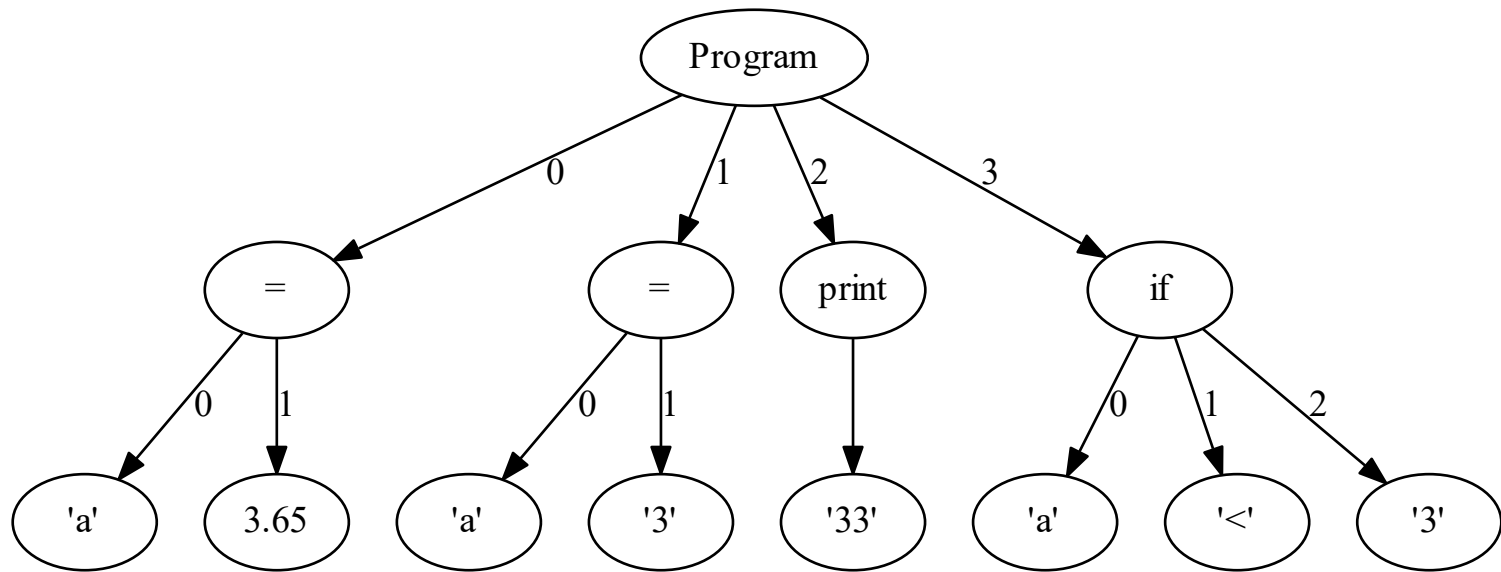 Program
0 1 2 3
= = print if
0 1 0 1 0 1 2
'a' 3.65 'a' '3' '33' 'a' '<' '3'